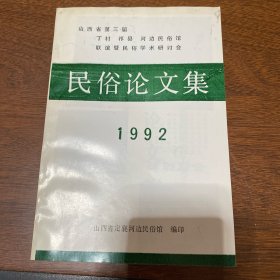 山西省第三届
丁村 祁县 河边民俗馆
联谊暨民俗学术研讨会
民俗论文集
1992
山西省定襄河边民俗馆 编印